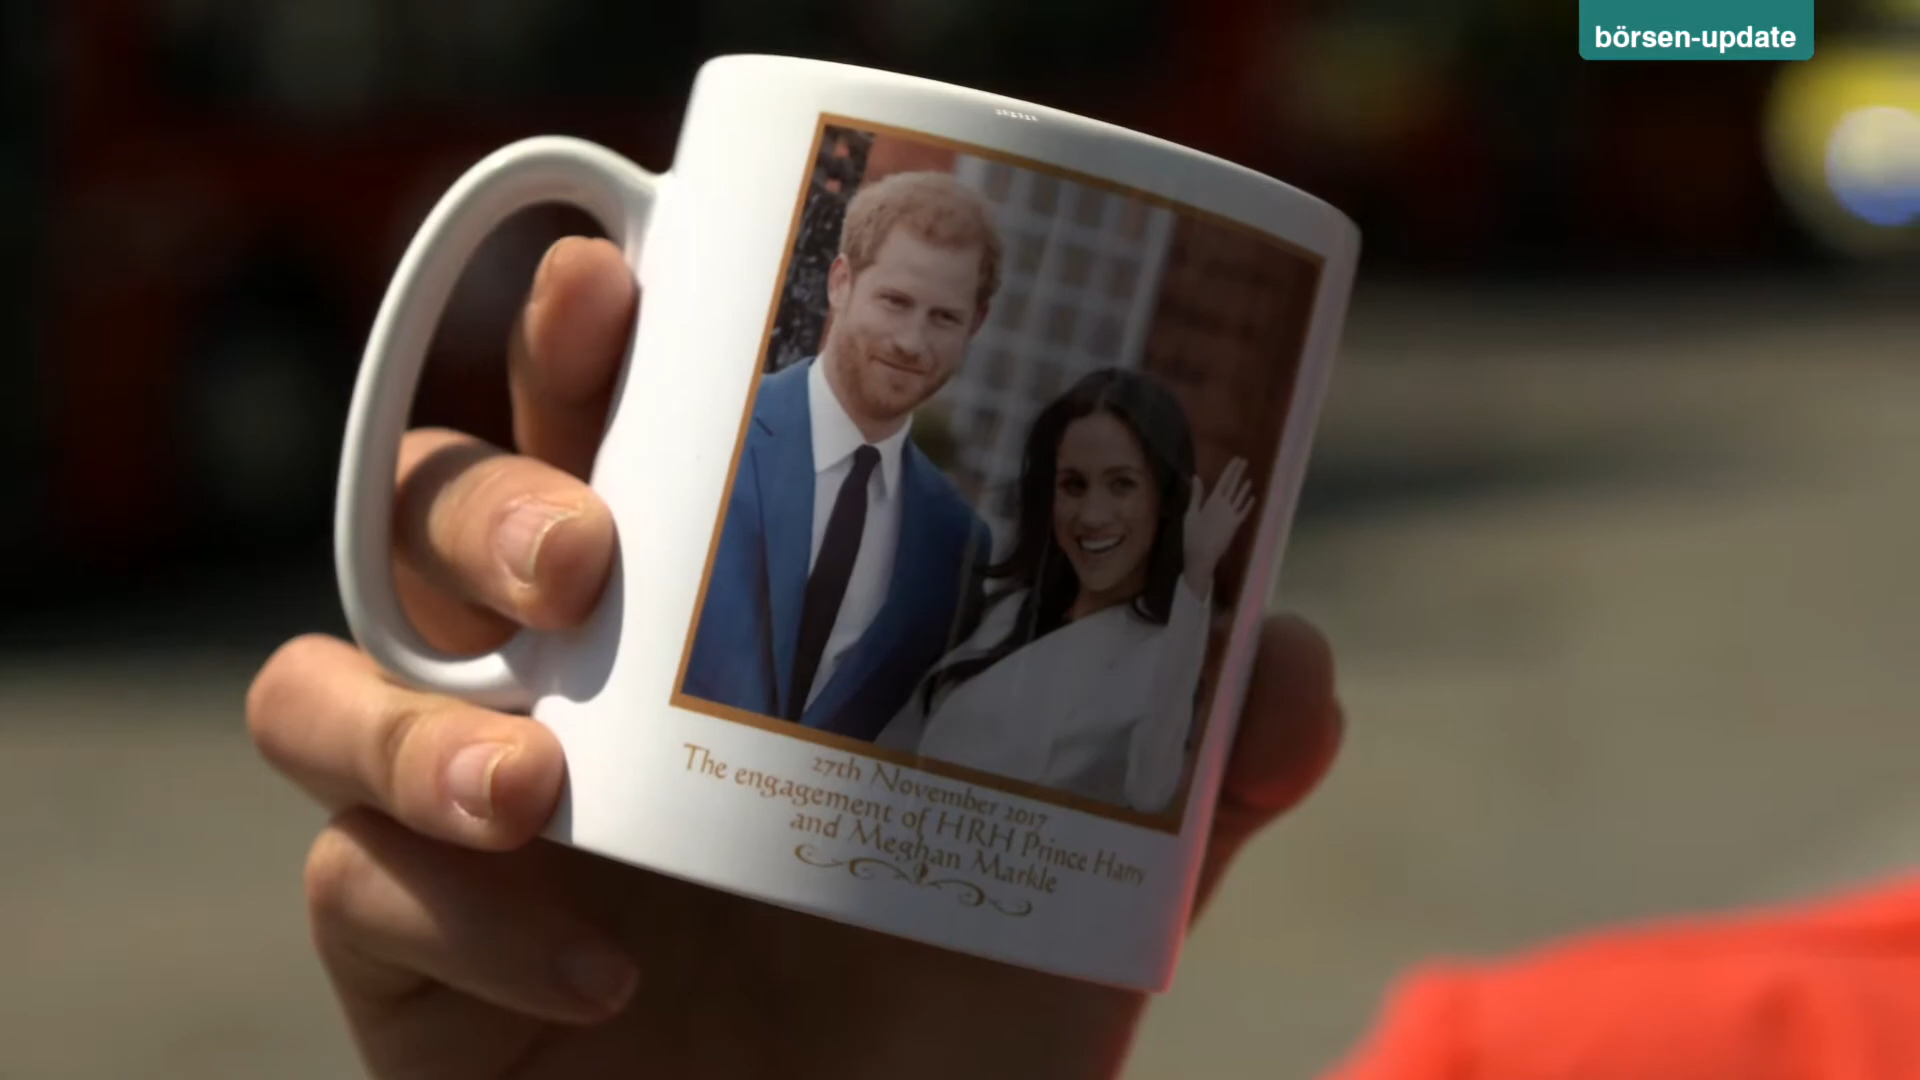 börsen-update
27th November 2017
The engagement of HRH Prince Harry
and Meghan Markle